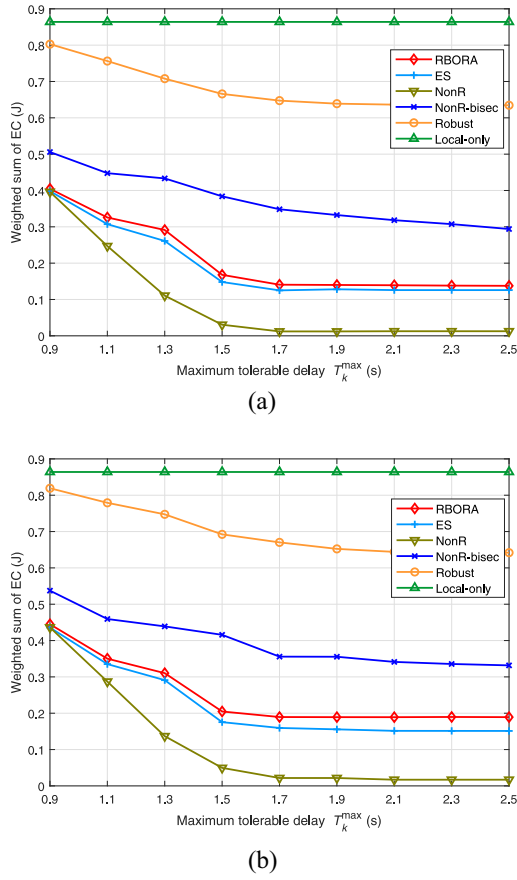 0.9
0.8
0.7
0.6
0.5
0.4
0.3
0.2
0.1
0
Weighted sum of EC (J)
RBORA
ES
NonR
NonR-bisec
Robust
Local-only
0.9 1.1 1.3 1.5 1.7 1.9 2.1 2.3 2.5
Maximum tolerable delay T_k^max (s)
(a)
0.9
0.8
0.7
0.6
0.5
0.4
0.3
0.2
0.1
0
Weighted sum of EC (J)
RBORA
ES
NonR
NonR-bisec
Robust
Local-only
0.9 1.1 1.3 1.5 1.7 1.9 2.1 2.3 2.5
Maximum tolerable delay T_k^max (s)
(b)